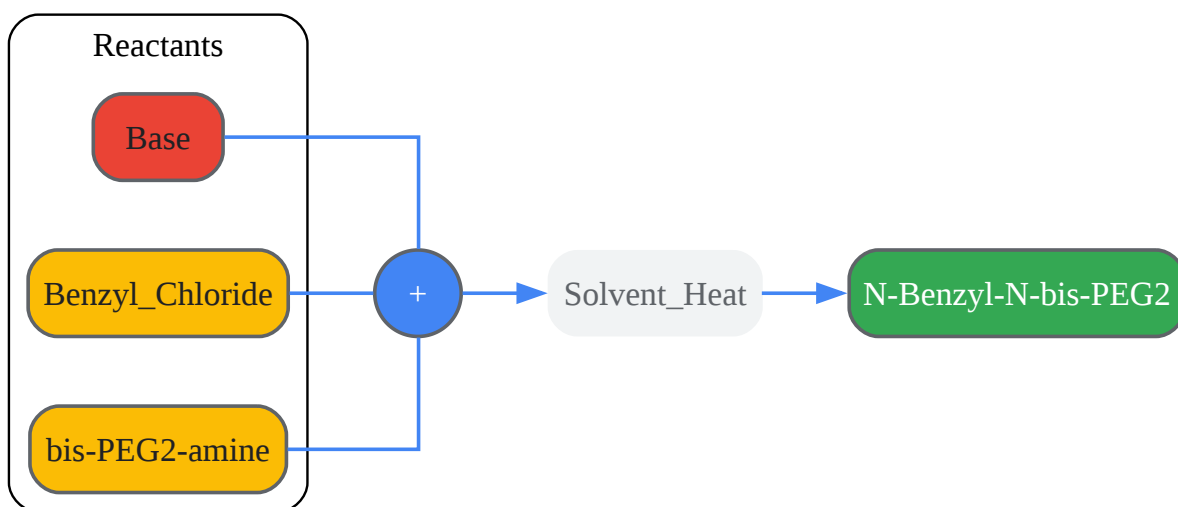 Reactants
Base
Benzyl_Chloride
+
Solvent_Heat
N-Benzyl-N-bis-PEG2
bis-PEG2-amine